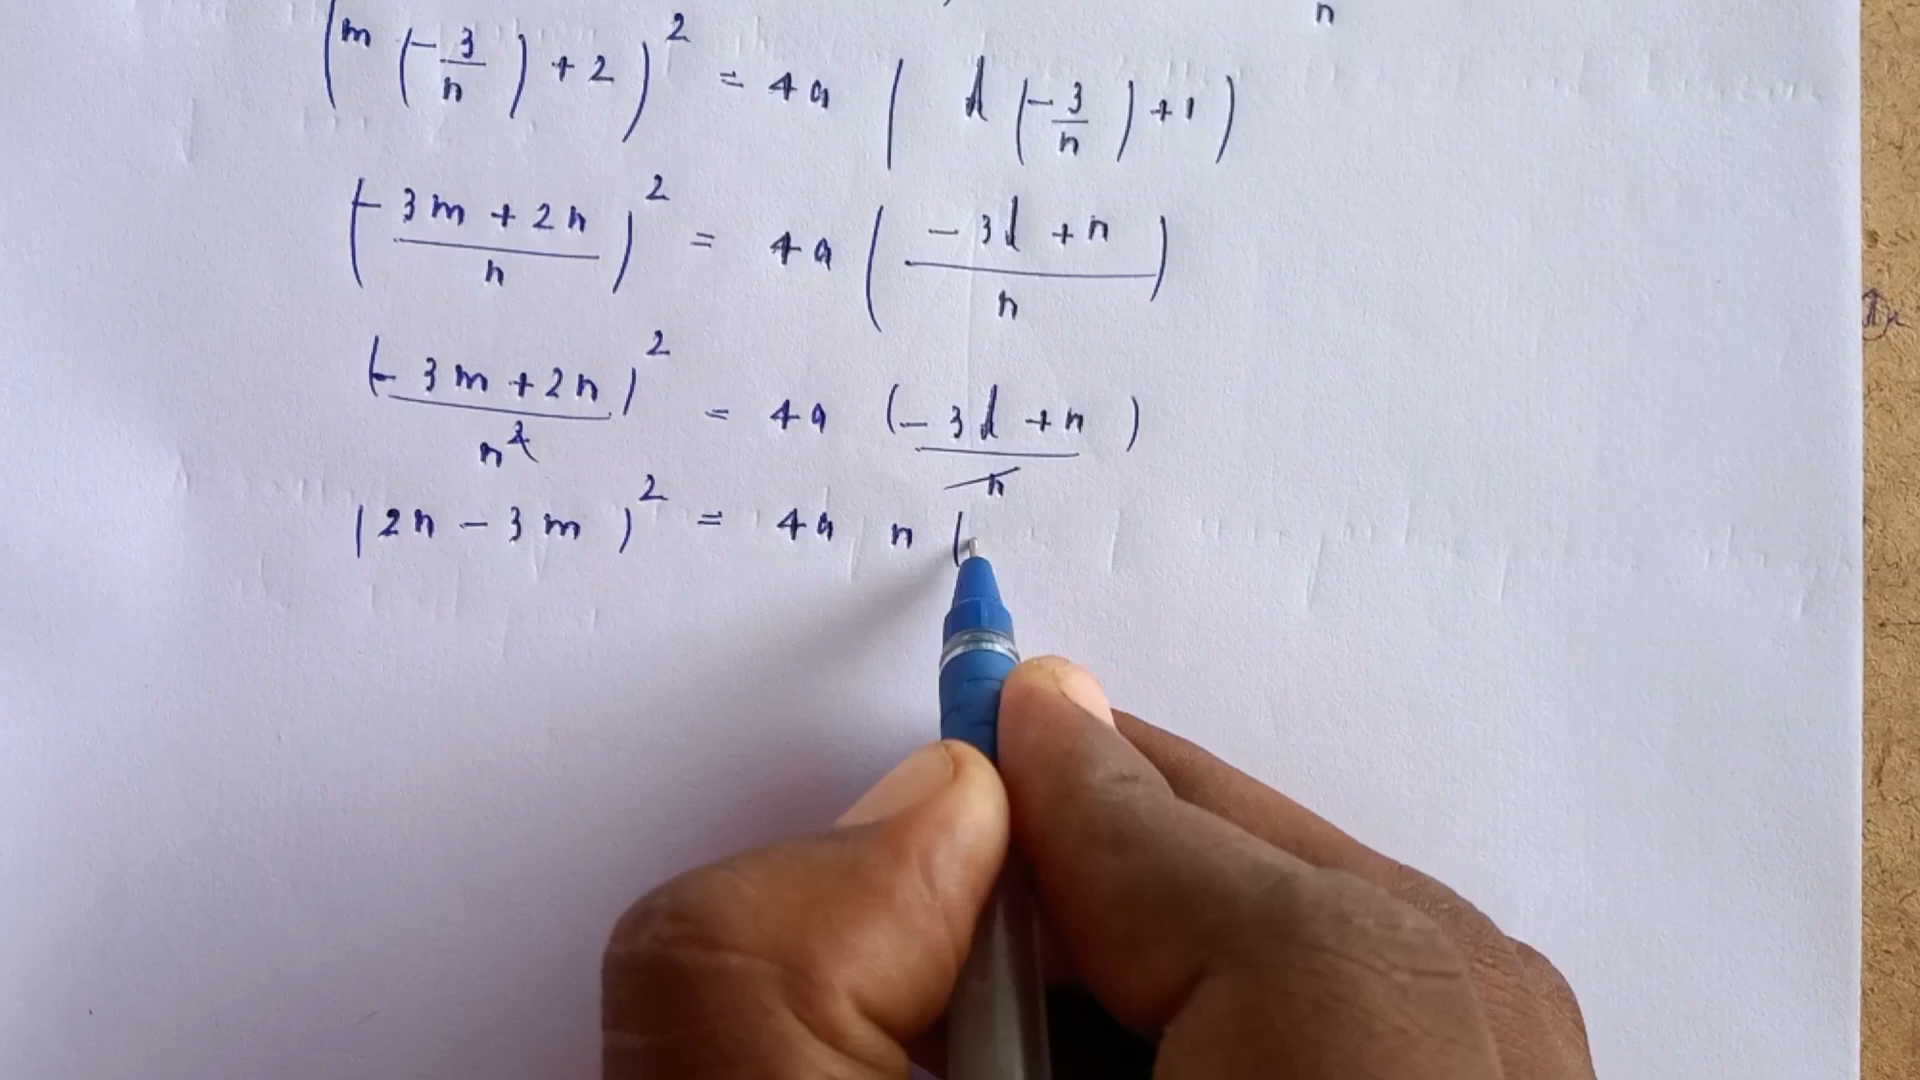 n
(m(-3/n)+2)^2 = 4a (l(-3/n)+1)
((-3m+2n)/n)^2 = 4a ((-3l+n)/n)
(-3m+2n)^2/n^2 = 4a (-3l+n)/n
(2n-3m)^2 = 4a n (